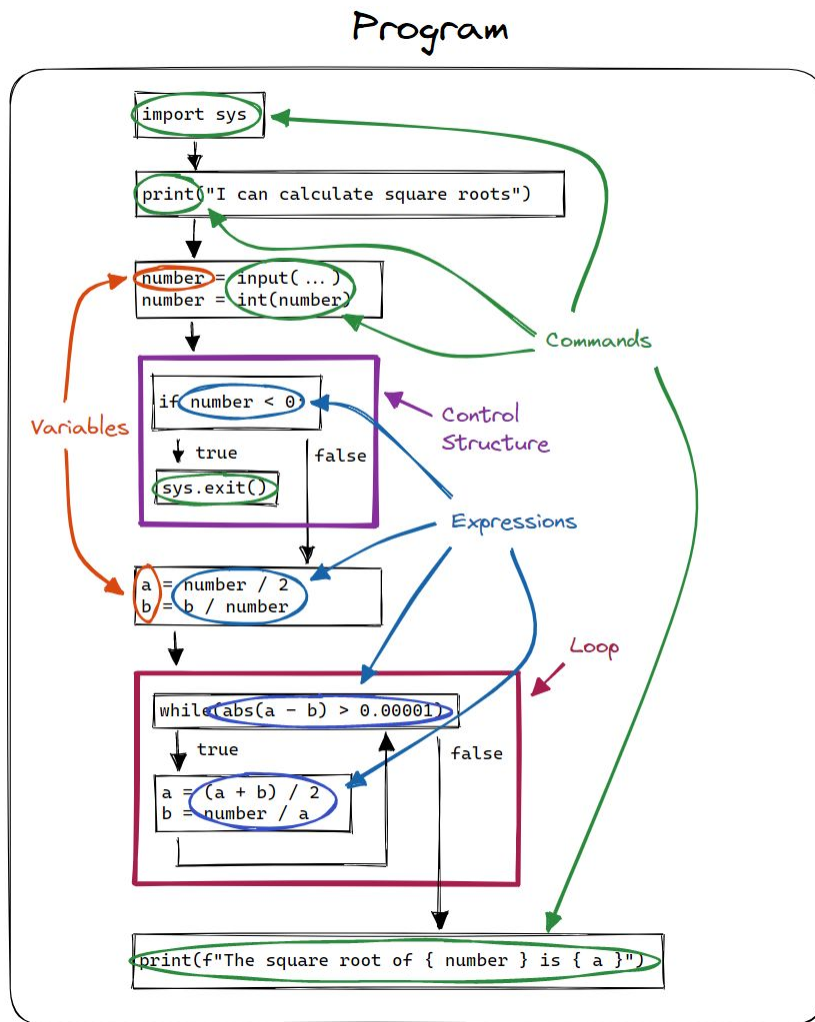 Program
import sys
print("I can calculate square roots")
number = input( ... )
number = int(number)
Commands
if number < 0:
Control
Structure
Variables
true
false
sys.exit()
Expressions
a = number / 2
b = b / number
Loop
while(abs(a - b) > 0.00001)
true
false
a = (a + b) / 2
b = number / a
print(f"The square root of { number } is { a }")